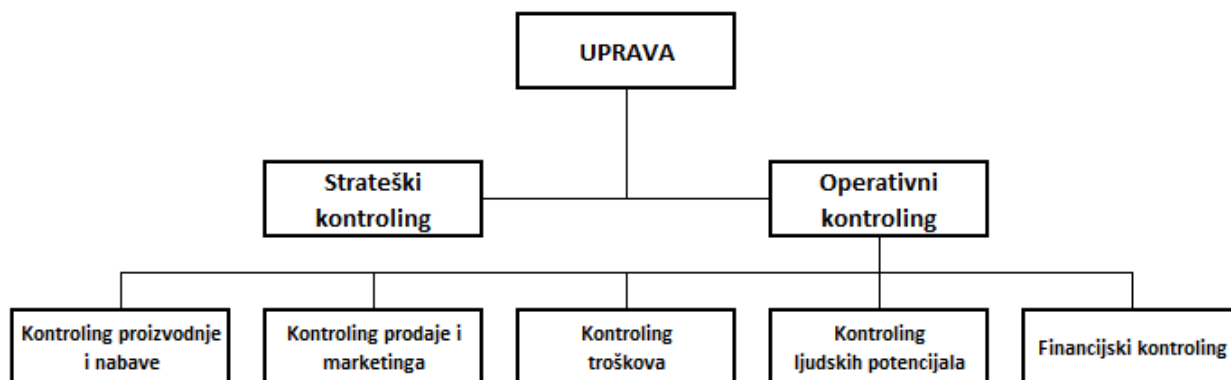 UPRAVA
Strateški
kontroling
Operativni
kontroling
Kontroling proizvodnje
i nabave
Kontroling prodaje i
marketinga
Kontroling
troškova
Kontroling
ljudskih potencijala
Financijski kontroling